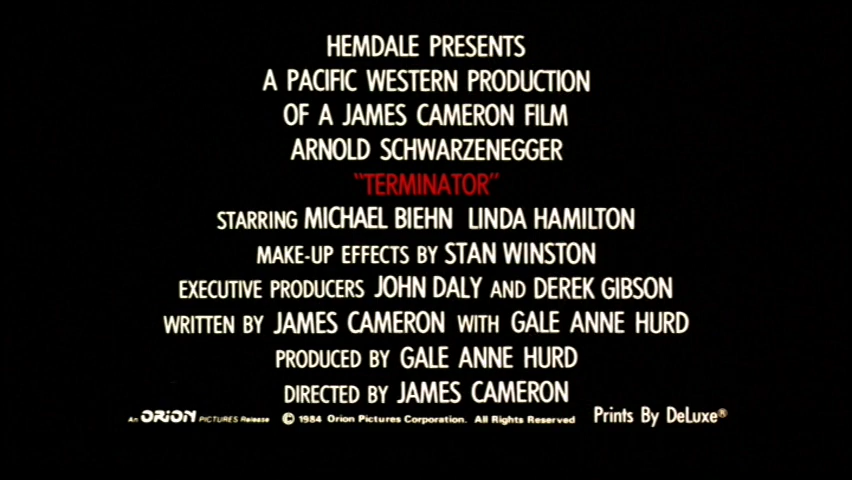 HEMDALE PRESENTS
A PACIFIC WESTERN PRODUCTION
OF A JAMES CAMERON FILM
ARNOLD SCHWARZENEGGER
"TERMINATOR"
STARRING MICHAEL BIEHN LINDA HAMILTON
MAKE-UP EFFECTS BY STAN WINSTON
EXECUTIVE PRODUCERS JOHN DALY AND DEREK GIBSON
WRITTEN BY JAMES CAMERON WITH GALE ANNE HURD
PRODUCED BY GALE ANNE HURD
DIRECTED BY JAMES CAMERON
An ORION PICTURES Release © 1984 Orion Pictures Corporation. All Rights Reserved Prints By DeLuxe®